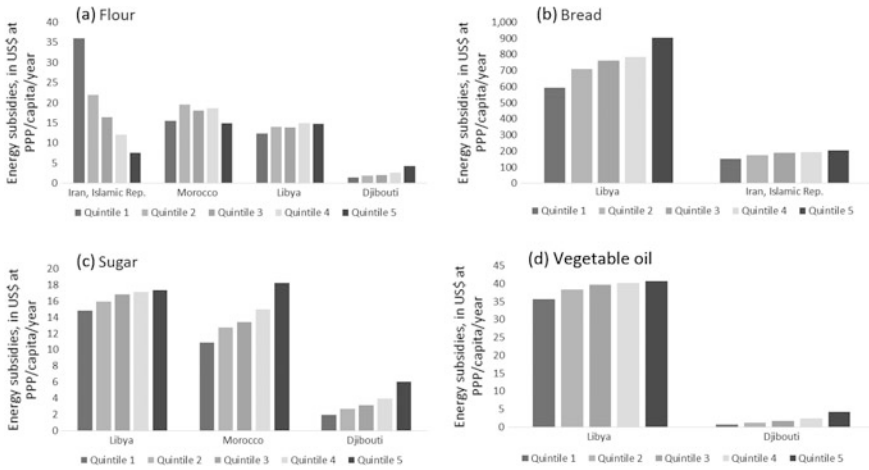 (a) Flour
Energy subsidies, in US$ at
PPP/capita/year
40
35
30
25
20
15
10
5
0
Iran, Islamic Rep.
Morocco
Libya
Djibouti
Quintile 1
Quintile 2
Quintile 3
Quintile 4
Quintile 5
(b) Bread
Energy subsidies, in US$ at
PPP/capita/year
1,000
900
800
700
600
500
400
300
200
100
0
Libya
Iran, Islamic Rep.
Quintile 1
Quintile 2
Quintile 3
Quintile 4
Quintile 5
(c) Sugar
Energy subsidies, in US$ at
PPP/capita/year
20
18
16
14
12
10
8
6
4
2
0
Libya
Morocco
Djibouti
Quintile 1
Quintile 2
Quintile 3
Quintile 4
Quintile 5
(d) Vegetable oil
Energy subsidies, in US$ at
PPP/capita/year
45
40
35
30
25
20
15
10
5
0
Libya
Djibouti
Quintile 1
Quintile 2
Quintile 3
Quintile 4
Quintile 5